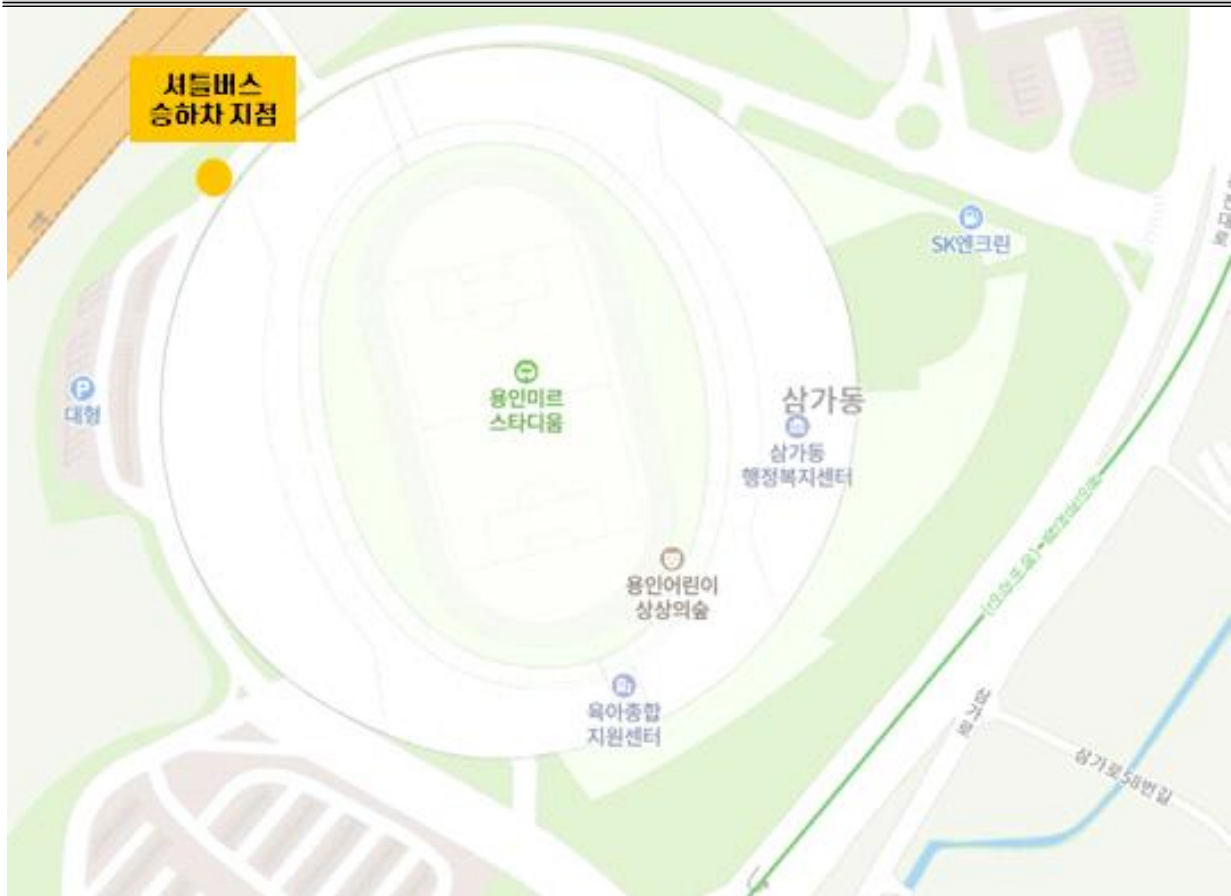 셔틀버스
승하차 지점
SK엔크린
P
대형
용인미르
스타디움
삼가동
삼가동
행정복지센터
용인어린이
상상의숲
육아종합
지원센터
삼가로
삼가로58번길